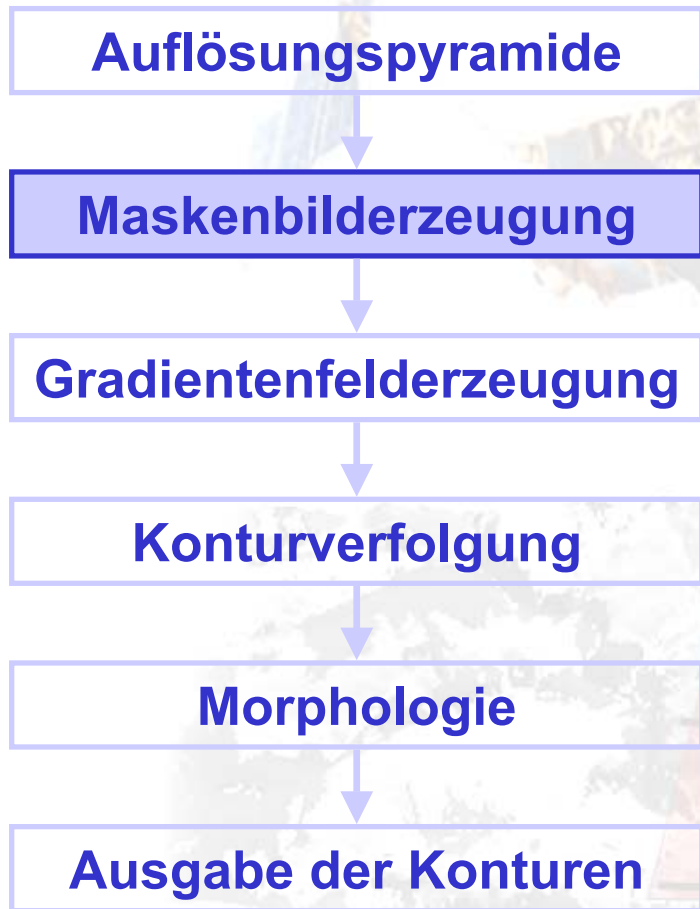 Auflösungspyramide
Maskenbilderzeugung
Gradientenfelderzeugung
Konturverfolgung
Morphologie
Ausgabe der Konturen